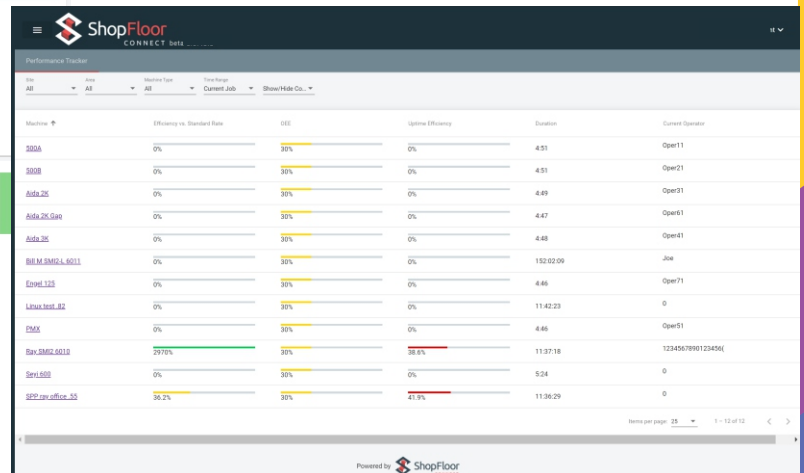 ShopFloor
CONNECT beta
st
Performance Tracker
Site Area Machine Type Time Range
All All All Current Job Show/Hide Co...
Machine Efficiency vs. Standard Rate OEE Uptime Efficiency Duration Current Operator
500A 0% 30% 0% 4:51 Oper11
500B 0% 30% 0% 4:51 Oper21
Aida 2K 0% 30% 0% 4:49 Oper31
Aida 2K Gap 0% 30% 0% 4:47 Oper61
Aida 3K 0% 30% 0% 4:48 Oper41
Bill M SMI2-L 6011 0% 30% 0% 152:02:09 Joe
Engel 125 0% 30% 0% 4:46 Oper71
Linux test .82 0% 30% 0% 11:42:23 0
PMX 0% 30% 0% 4:46 Oper51
Ray SMI2 6010 2970% 30% 38.6% 11:37:18 1234567890123456(
Seyi 600 0% 30% 0% 5:24 0
SPP ray office .55 36.2% 30% 41.9% 11:36:29 0
Items per page: 25 1 – 12 of 12
Powered by ShopFloor